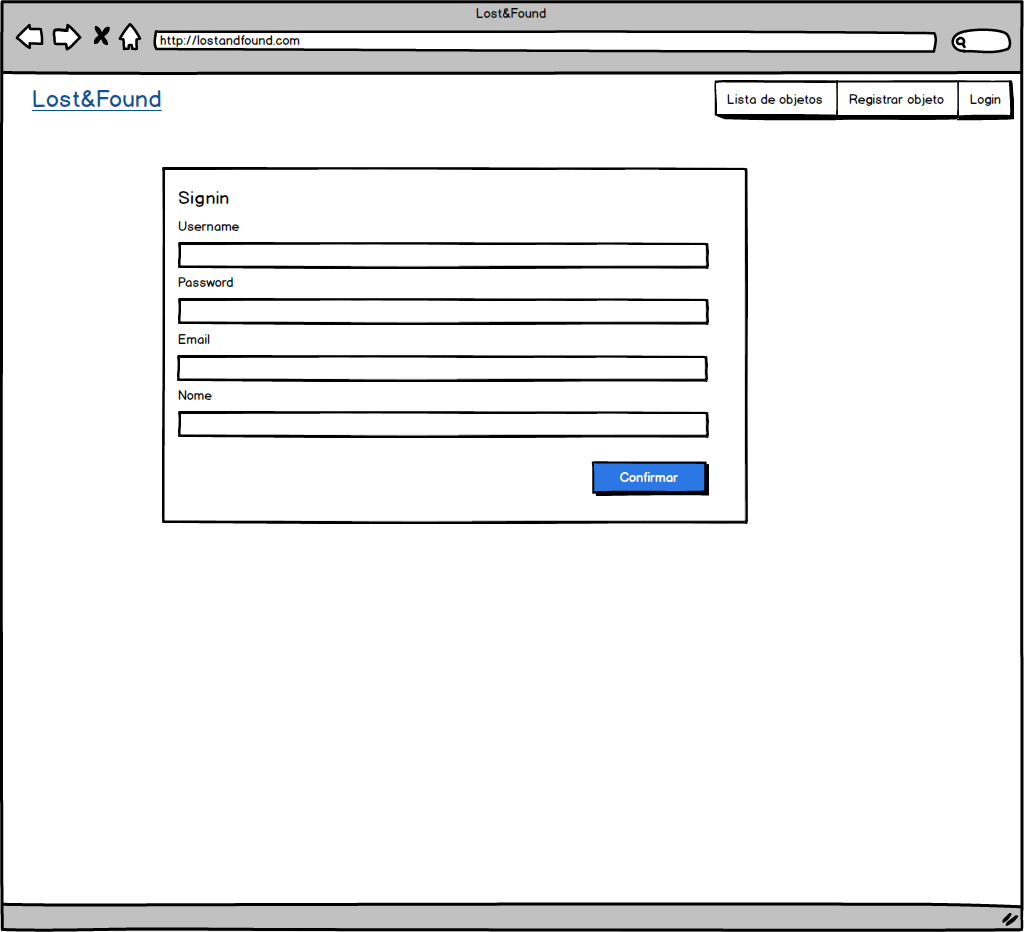 Lost&Found
http://lostandfound.com
Lost&Found
Lista de objetos Registrar objeto Login
Signin
Username
Password
Email
Nome
Confirmar